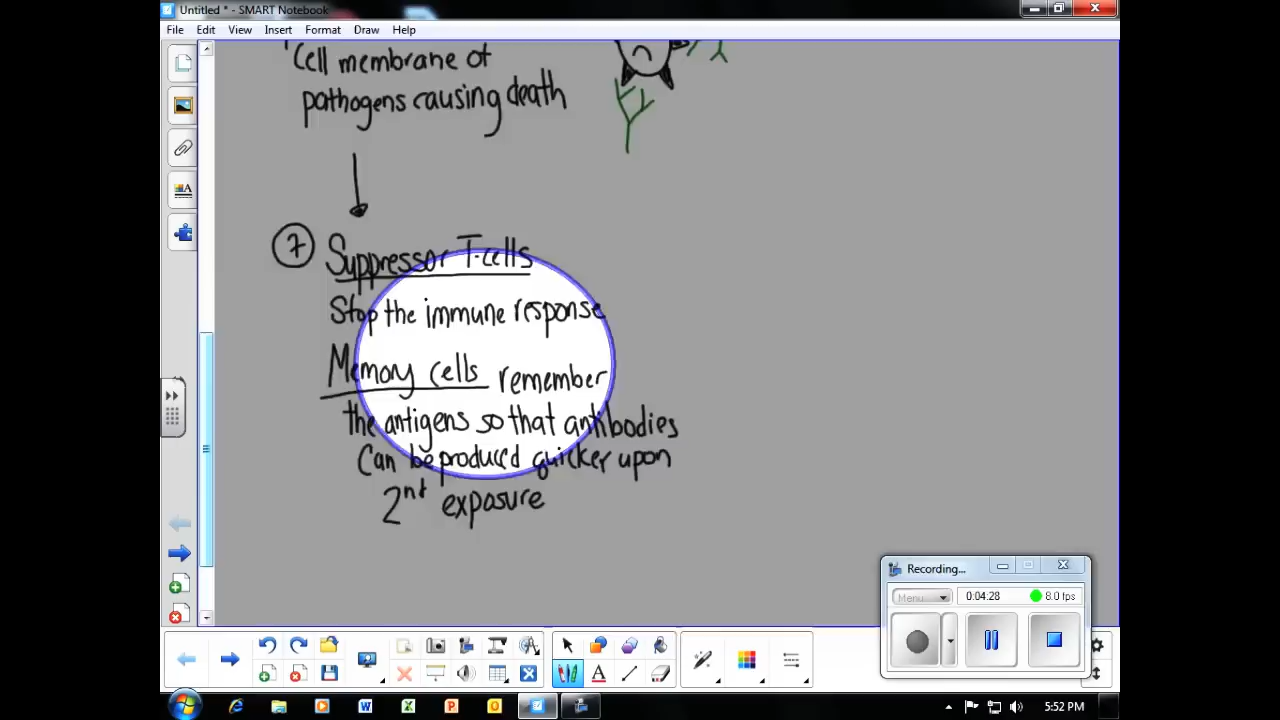 Untitled * - SMART Notebook
File Edit View Insert Format Draw Help
Cell membrane of
pathogens causing death
7 Suppressor T-cells
Stop the immune response
Memory cells remember
the antigens so that antibodies
Can be produced quicker upon
2nd exposure
Recording...
Menu 0:04:28 8.0 fps
5:52 PM